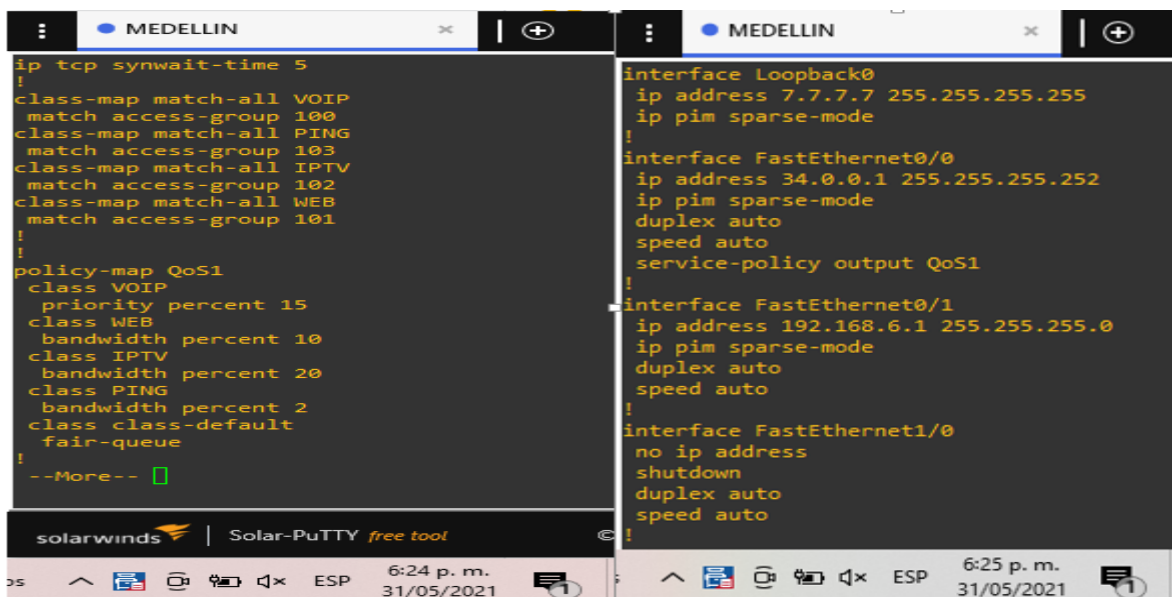 MEDELLIN
ip tcp synwait-time 5
!
class-map match-all VOIP
 match access-group 100
class-map match-all PING
 match access-group 103
class-map match-all IPTV
 match access-group 102
class-map match-all WEB
 match access-group 101
!
!
policy-map QoS1
 class VOIP
  priority percent 15
 class WEB
  bandwidth percent 10
 class IPTV
  bandwidth percent 20
 class PING
  bandwidth percent 2
 class class-default
  fair-queue
!
 --More--
solarwinds | Solar-PuTTY free tool ©
os ESP 6:24 p. m.
31/05/2021
1
MEDELLIN
interface Loopback0
 ip address 7.7.7.7 255.255.255.255
 ip pim sparse-mode
!
interface FastEthernet0/0
 ip address 34.0.0.1 255.255.255.252
 ip pim sparse-mode
 duplex auto
 speed auto
 service-policy output QoS1
!
interface FastEthernet0/1
 ip address 192.168.6.1 255.255.255.0
 ip pim sparse-mode
 duplex auto
 speed auto
!
interface FastEthernet1/0
 no ip address
 shutdown
 duplex auto
 speed auto
!
ESP 6:25 p. m.
31/05/2021
1